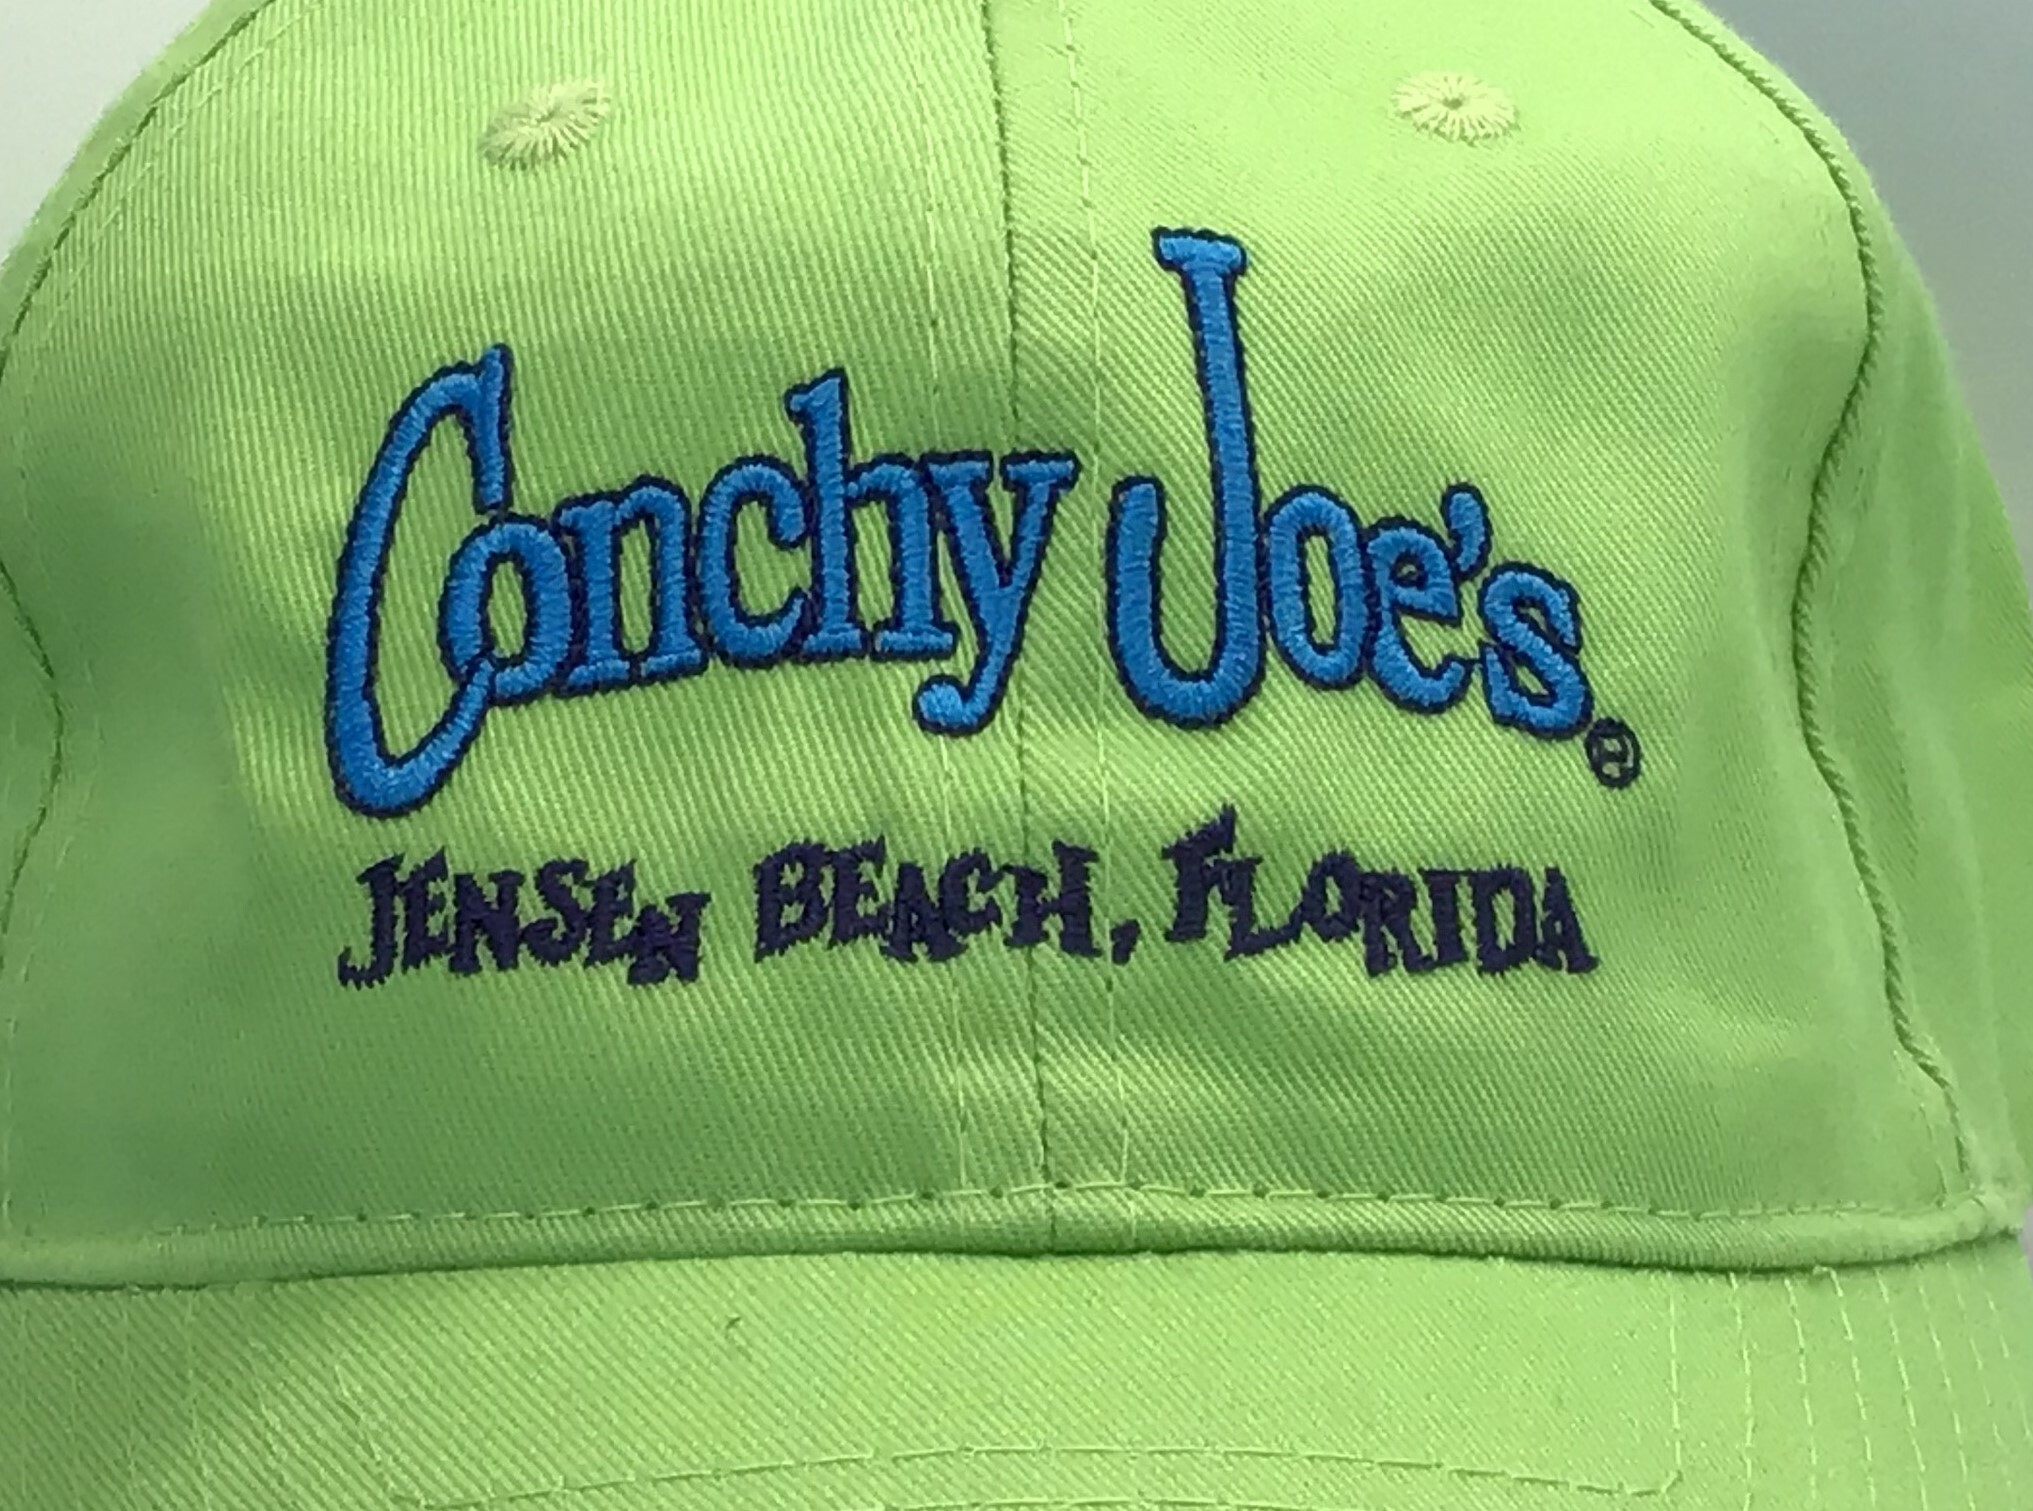 Conchy Joe's®
JENSEN BEACH, FLORIDA